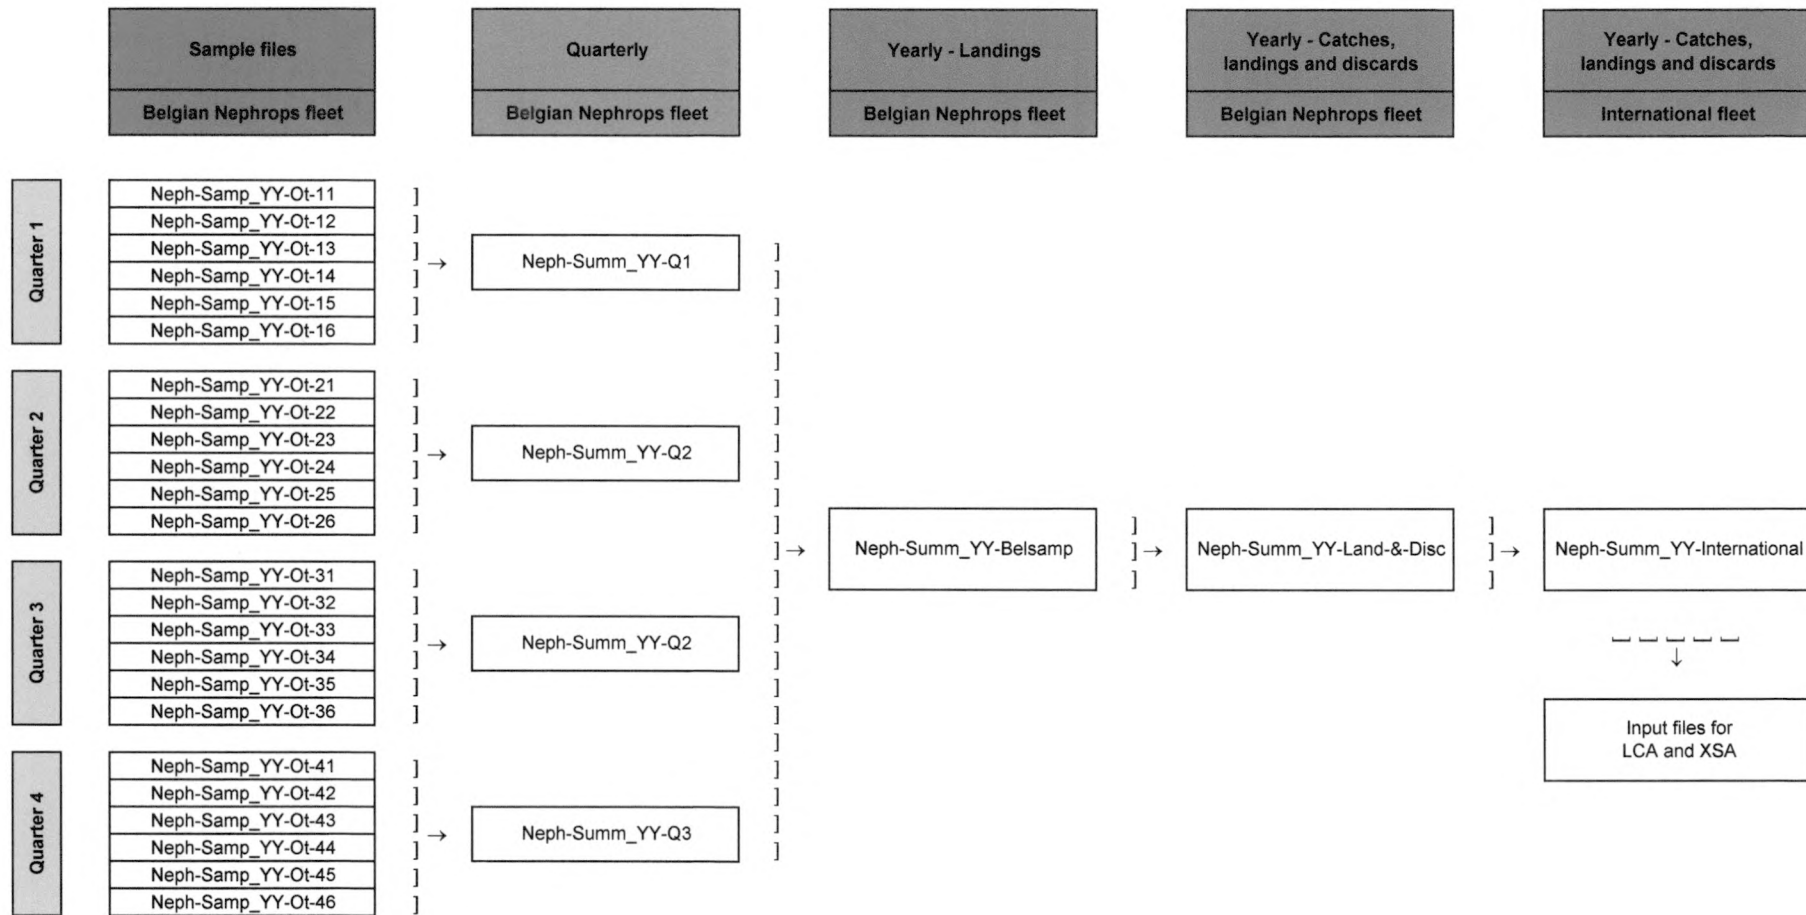 Sample files
Belgian Nephrops fleet
Quarterly
Belgian Nephrops fleet
Yearly - Landings
Belgian Nephrops fleet
Yearly - Catches,
landings and discards
Belgian Nephrops fleet
Yearly - Catches,
landings and discards
International fleet
Quarter 1
Neph-Samp_YY-Ot-11
Neph-Samp_YY-Ot-12
Neph-Samp_YY-Ot-13
Neph-Samp_YY-Ot-14
Neph-Samp_YY-Ot-15
Neph-Samp_YY-Ot-16
Neph-Summ_YY-Q1
Quarter 2
Neph-Samp_YY-Ot-21
Neph-Samp_YY-Ot-22
Neph-Samp_YY-Ot-23
Neph-Samp_YY-Ot-24
Neph-Samp_YY-Ot-25
Neph-Samp_YY-Ot-26
Neph-Summ_YY-Q2
Quarter 3
Neph-Samp_YY-Ot-31
Neph-Samp_YY-Ot-32
Neph-Samp_YY-Ot-33
Neph-Samp_YY-Ot-34
Neph-Samp_YY-Ot-35
Neph-Samp_YY-Ot-36
Neph-Summ_YY-Q2
Quarter 4
Neph-Samp_YY-Ot-41
Neph-Samp_YY-Ot-42
Neph-Samp_YY-Ot-43
Neph-Samp_YY-Ot-44
Neph-Samp_YY-Ot-45
Neph-Samp_YY-Ot-46
Neph-Summ_YY-Q3
Neph-Summ_YY-Belsamp
Neph-Summ_YY-Land-&-Disc
Neph-Summ_YY-International
Input files for
LCA and XSA